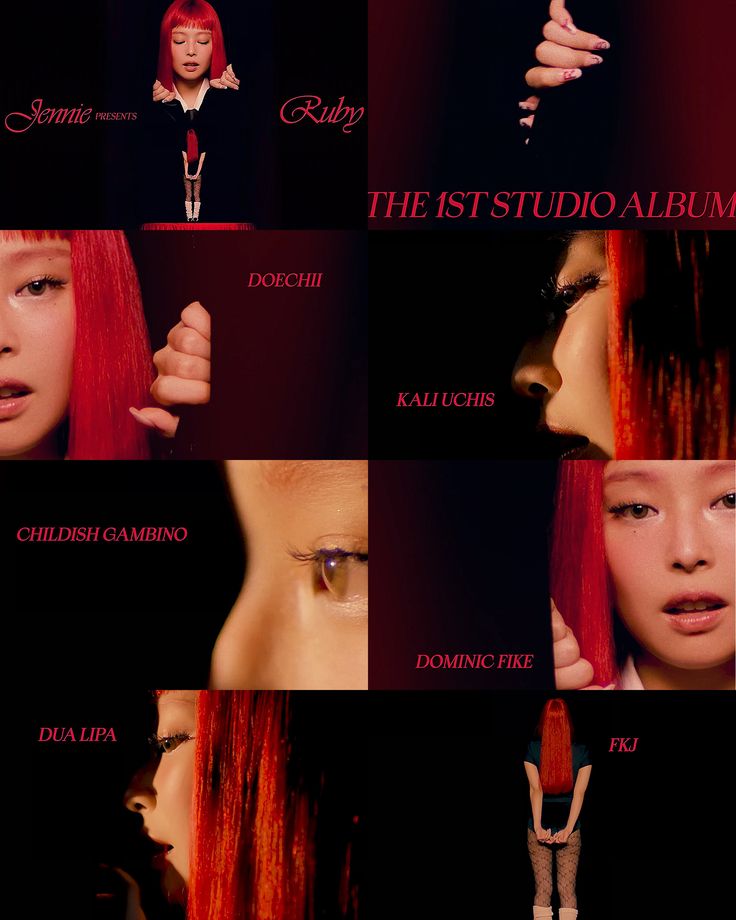 Jennie PRESENTS
Ruby
THE 1ST STUDIO ALBUM
DOECHII
KALI UCHIS
CHILDISH GAMBINO
DOMINIC FIKE
DUA LIPA
FKJ